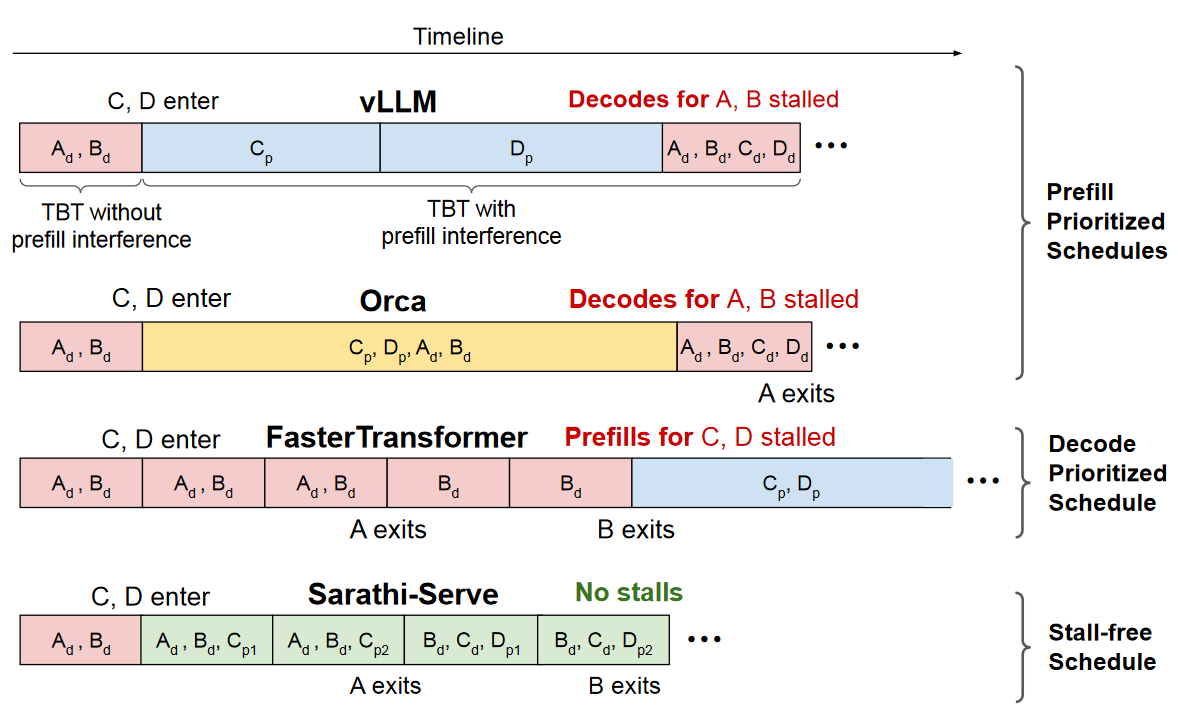 Timeline
C, D enter
vLLM
Decodes for A, B stalled
Ad , Bd
Cp
Dp
Ad , Bd, Cd, Dd
•••
TBT without
prefill interference
TBT with
prefill interference
Prefill
Prioritized
Schedules
C, D enter
Orca
Decodes for A, B stalled
Ad , Bd
Cp, Dp, Ad, Bd
Ad , Bd, Cd, Dd
•••
A exits
C, D enter
FasterTransformer
Prefills for C, D stalled
Ad , Bd
Ad , Bd
Ad , Bd
Bd
Bd
Cp, Dp
•••
A exits
B exits
Decode
Prioritized
Schedule
C, D enter
Sarathi-Serve
No stalls
Ad , Bd
Ad , Bd, Cp1
Ad , Bd, Cp2
Bd, Cd, Dp1
Bd, Cd, Dp2
•••
A exits
B exits
Stall-free
Schedule